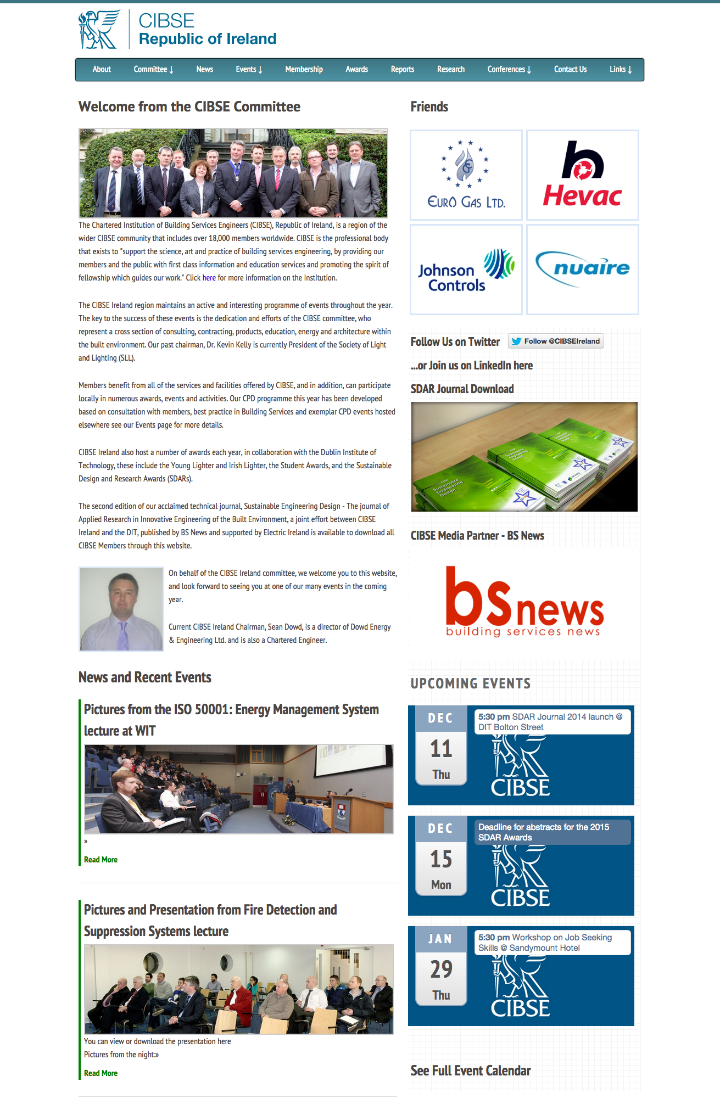 CIBSE
Republic of Ireland
About Committee ↓ News Events ↓ Membership Awards Reports Research Conferences ↓ Contact Us Links ↓
Welcome from the CIBSE Committee
The Chartered Institution of Building Services Engineers (CIBSE), Republic of Ireland, is a region of the
wider CIBSE community that includes over 18,000 members worldwide. CIBSE is the professional body
that exists to "support the science, art and practice of building services engineering, by providing our
members and the public with first class information and education services and promoting the spirit of
fellowship which guides our work." Click here for more information on the Institution.
The CIBSE Ireland region maintains an active and interesting programme of events throughout the year.
The key to the success of these events is the dedication and efforts of the CIBSE committee, who
represent a cross section of consulting, contracting, products, education, energy and architecture within
the built environment. Our past chairman, Dr. Kevin Kelly is currently President of the Society of Light
and Lighting (SLL).
Members benefit from all of the services and facilities offered by CIBSE, and in addition, can participate
locally in numerous awards, events and activities. Our CPD programme this year has been developed
based on consultation with members, best practice in Building Services and exemplar CPD events hosted
elsewhere see our Events page for more details.
CIBSE Ireland also host a number of awards each year, in collaboration with the Dublin Institute of
Technology, these include the Young Lighter and Irish Lighter, the Student Awards, and the Sustainable
Design and Research Awards (SDARs).
The second edition of our acclaimed technical journal, Sustainable Engineering Design - The journal of
Applied Research in Innovative Engineering of the Built Environment, a joint effort between CIBSE
Ireland and the DIT, published by BS News and supported by Electric Ireland is available to download all
CIBSE Members through this website.
On behalf of the CIBSE Ireland committee, we welcome you to this website,
and look forward to seeing you at one of our many events in the coming
year.
Current CIBSE Ireland Chairman, Sean Dowd, is a director of Dowd Energy
& Engineering Ltd. and is also a Chartered Engineer.
News and Recent Events
Pictures from the ISO 50001: Energy Management System
lecture at WIT
»
Read More
Pictures and Presentation from Fire Detection and
Suppression Systems lecture
You can view or download the presentation here
Pictures from the night:»
Read More
Friends
EURO GAS LTD.
Hevac
Johnson
Controls
nuaire
Follow Us on Twitter
Follow @CIBSEIreland
...or Join us on LinkedIn here
SDAR Journal Download
CIBSE Media Partner - BS News
bsnews
building services news
UPCOMING EVENTS
DEC
11
Thu
5:30 pm SDAR Journal 2014 launch @
DIT Bolton Street
CIBSE
DEC
15
Mon
Deadline for abstracts for the 2015
SDAR Awards
CIBSE
JAN
29
Thu
5:30 pm Workshop on Job Seeking
Skills @ Sandymount Hotel
CIBSE
See Full Event Calendar